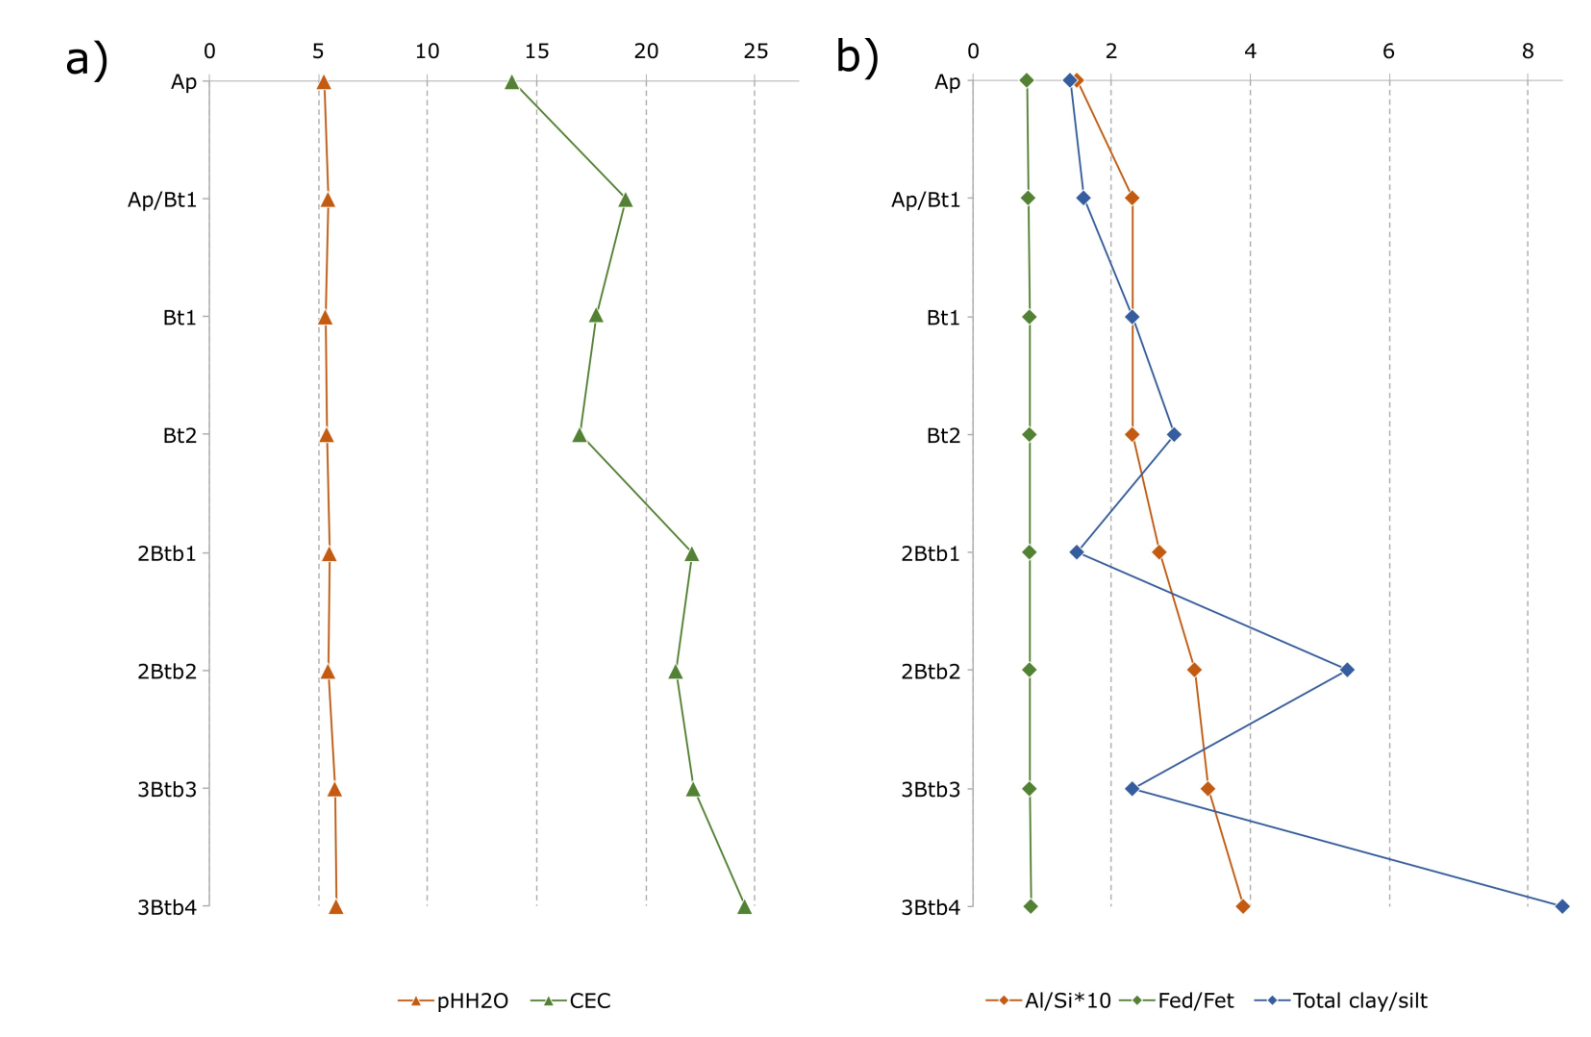 a)
0 5 10 15 20 25
Ap
Ap/Bt1
Bt1
Bt2
2Btb1
2Btb2
3Btb3
3Btb4
pHH2O CEC
b)
0 2 4 6 8
Ap
Ap/Bt1
Bt1
Bt2
2Btb1
2Btb2
3Btb3
3Btb4
Al/Si*10 Fed/Fet Total clay/silt